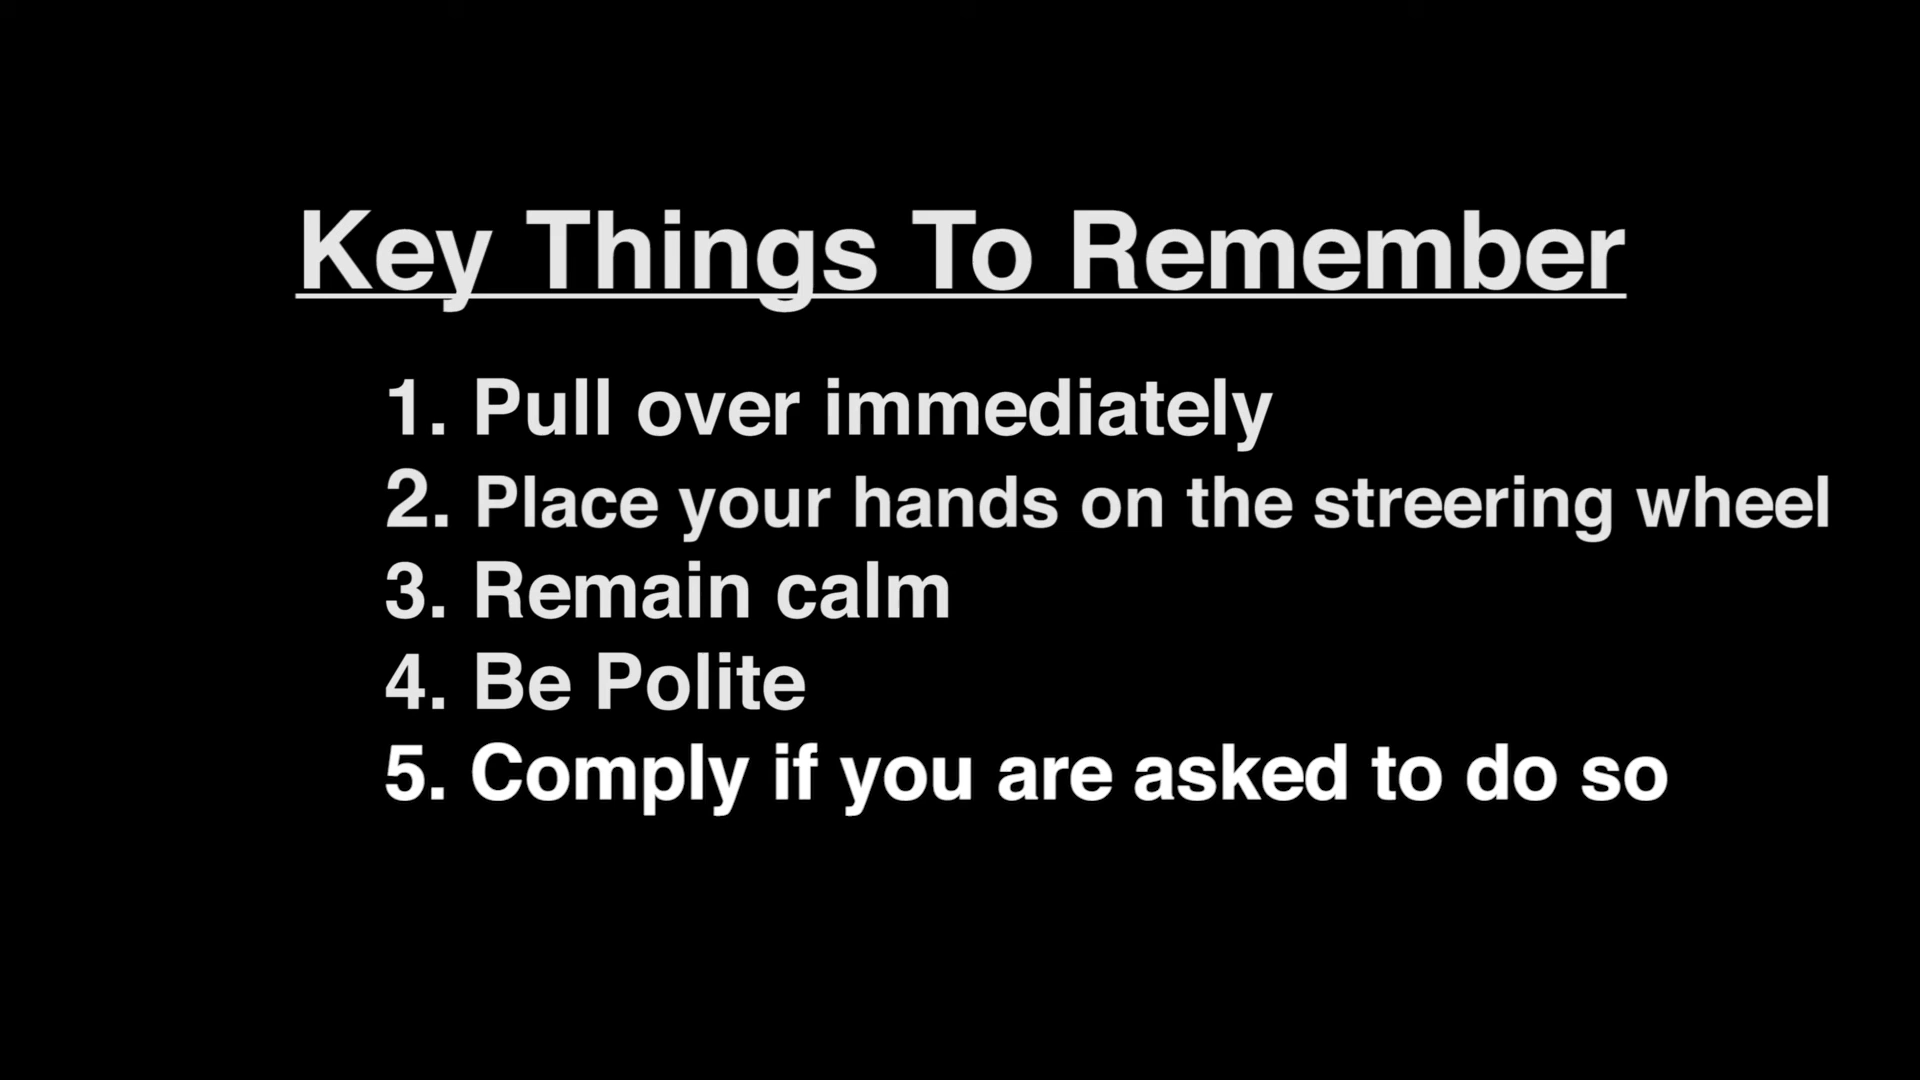 Key Things To Remember
1. Pull over immediately
2. Place your hands on the streering wheel
3. Remain calm
4. Be Polite
5. Comply if you are asked to do so